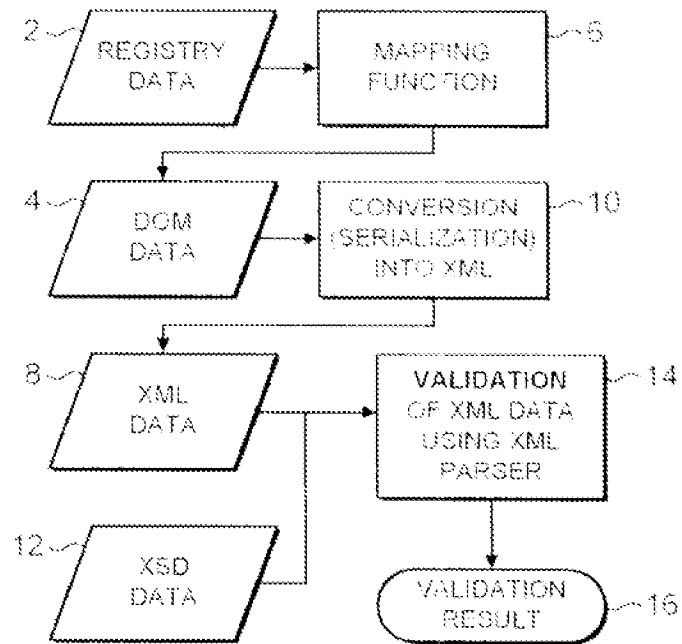 2
REGISTRY
DATA
MAPPING
FUNCTION
6
4
DOM
DATA
CONVERSION
(SERIALIZATION)
INTO XML
10
8
XML
DATA
VALIDATION
OF XML DATA
USING XML
PARSER
14
12
XSD
DATA
VALIDATION
RESULT
16